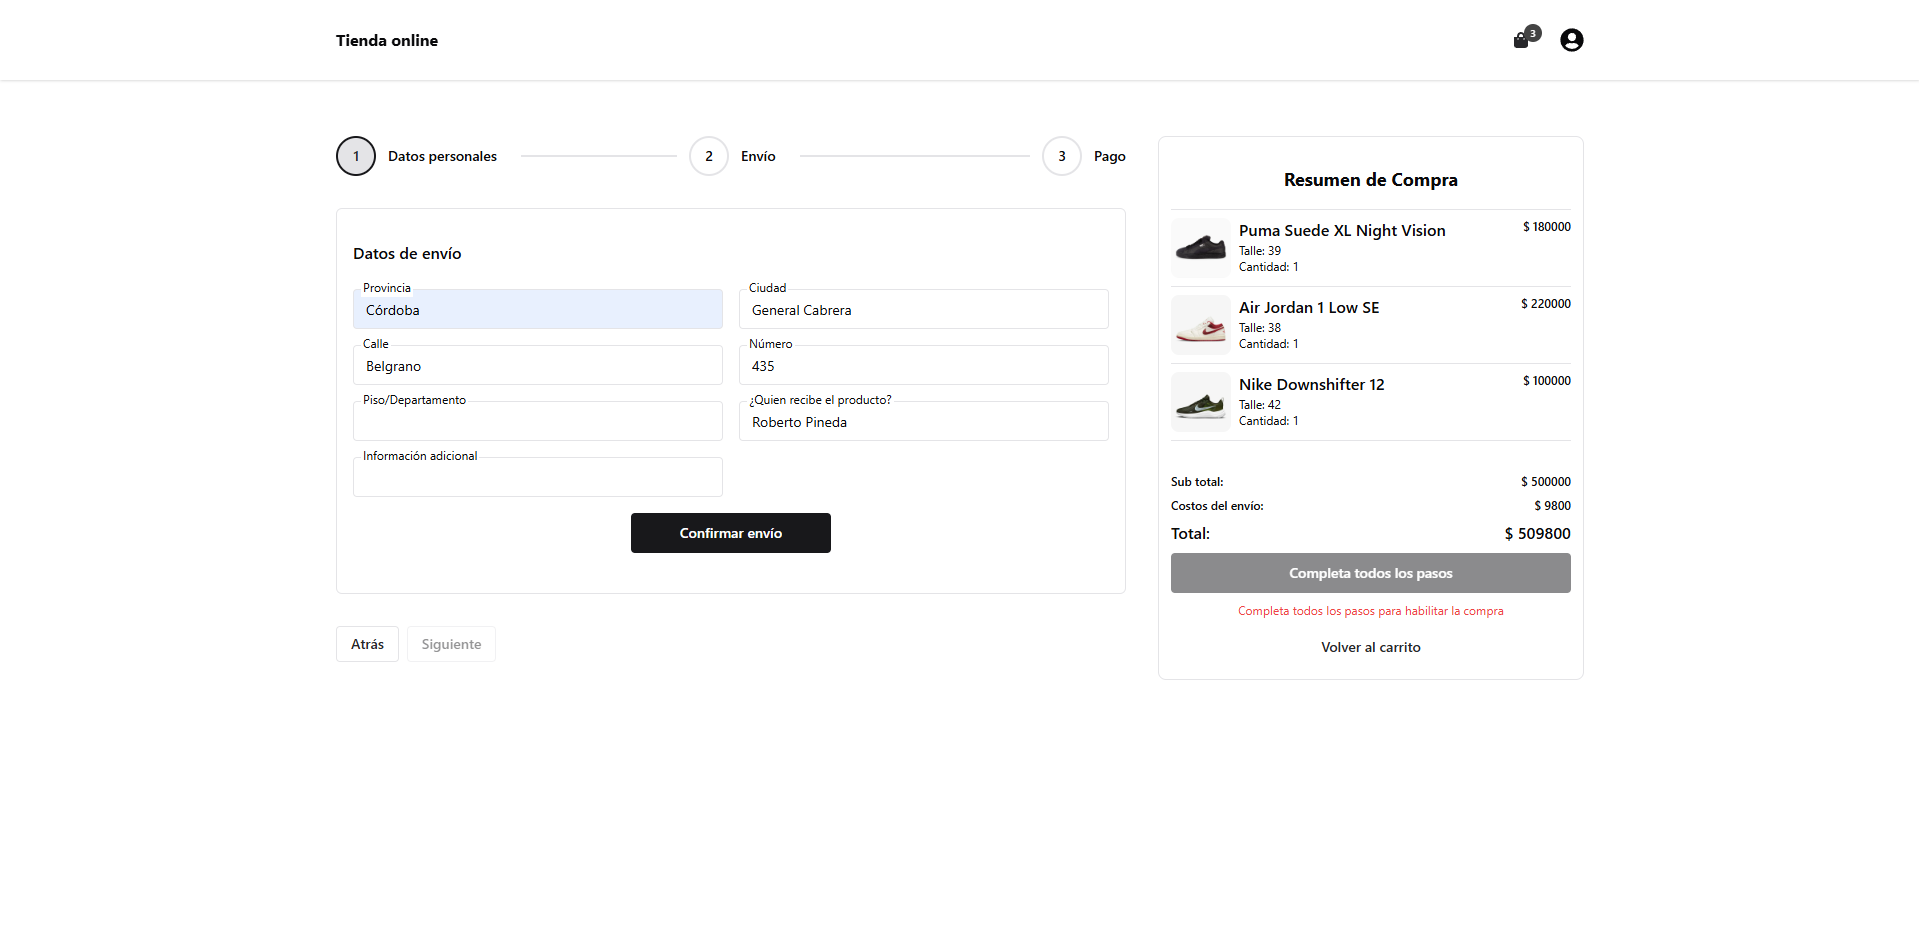 Tienda online
3
1 Datos personales
2 Envío
3 Pago
Datos de envío
Provincia
Córdoba
Ciudad
General Cabrera
Calle
Belgrano
Número
435
Piso/Departamento
¿Quien recibe el producto?
Roberto Pineda
Información adicional
Confirmar envío
Atrás
Siguiente
Resumen de Compra
Puma Suede XL Night Vision
$ 180000
Talle: 39
Cantidad: 1
Air Jordan 1 Low SE
$ 220000
Talle: 38
Cantidad: 1
Nike Downshifter 12
$ 100000
Talle: 42
Cantidad: 1
Sub total:
$ 500000
Costos del envío:
$ 9800
Total:
$ 509800
Completa todos los pasos
Completa todos los pasos para habilitar la compra
Volver al carrito